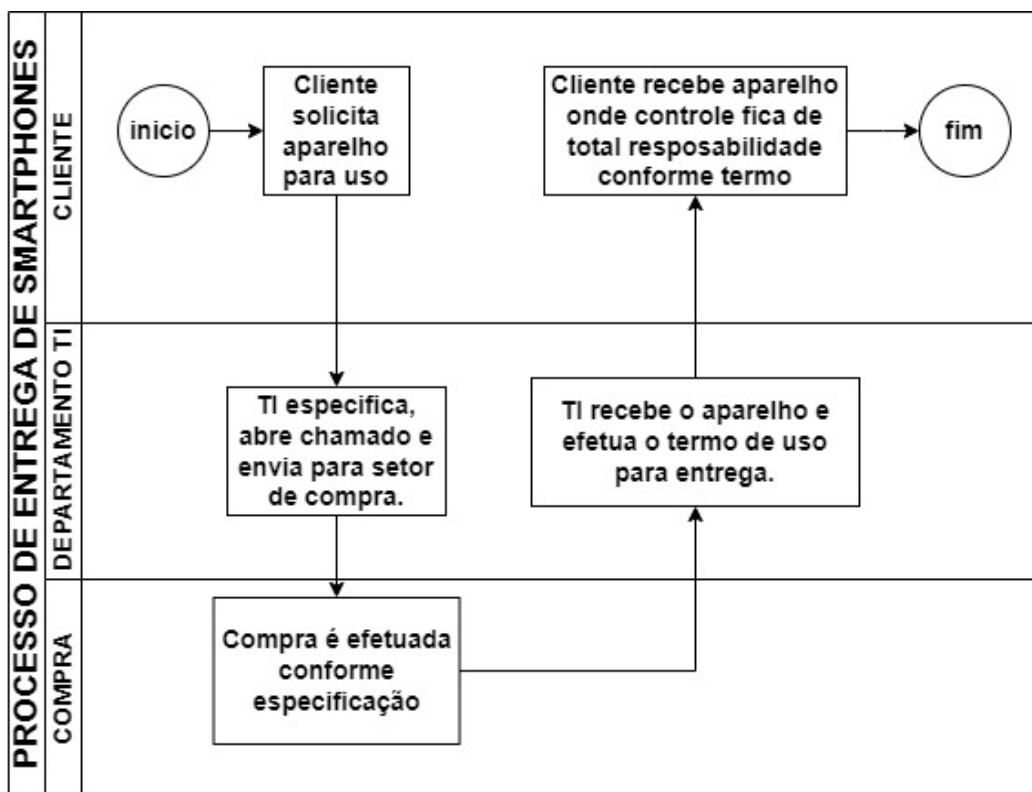 PROCESSO DE ENTREGA DE SMARTPHONES
CLIENTE
inicio
Cliente
solicita
aparelho
para uso
Cliente recebe aparelho
onde controle fica de
total resposabilidade
conforme termo
fim
DEPARTAMENTO TI
TI especifica,
abre chamado e
envia para setor
de compra.
TI recebe o aparelho e
efetua o termo de uso
para entrega.
COMPRA
Compra é efetuada
conforme
especificação